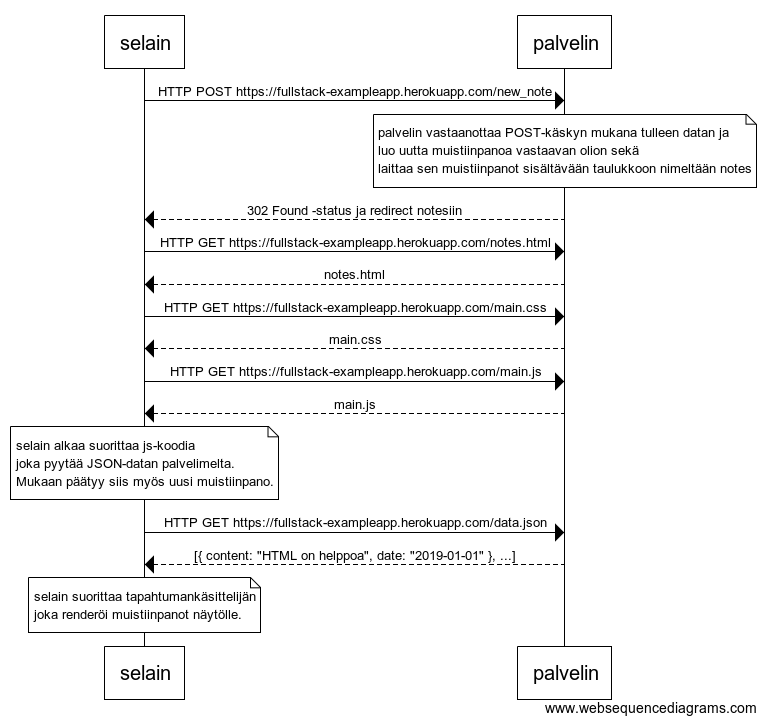 selain palvelin
HTTP POST https://fullstack-exampleapp.herokuapp.com/new_note
palvelin vastaanottaa POST-käskyn mukana tulleen datan ja
luo uutta muistiinpanoa vastaavan olion sekä
laittaa sen muistiinpanot sisältävään taulukkoon nimeltään notes
302 Found -status ja redirect notesiin
HTTP GET https://fullstack-exampleapp.herokuapp.com/notes.html
notes.html
HTTP GET https://fullstack-exampleapp.herokuapp.com/main.css
main.css
HTTP GET https://fullstack-exampleapp.herokuapp.com/main.js
main.js
selain alkaa suorittaa js-koodia
joka pyytää JSON-datan palvelimelta.
Mukaan päätyy siis myös uusi muistiinpano.
HTTP GET https://fullstack-exampleapp.herokuapp.com/data.json
[{ content: "HTML on helppoa", date: "2019-01-01" }, ...]
selain suorittaa tapahtumankäsittelijän
joka renderöi muistiinpanot näytölle.
selain palvelin
www.websequencediagrams.com